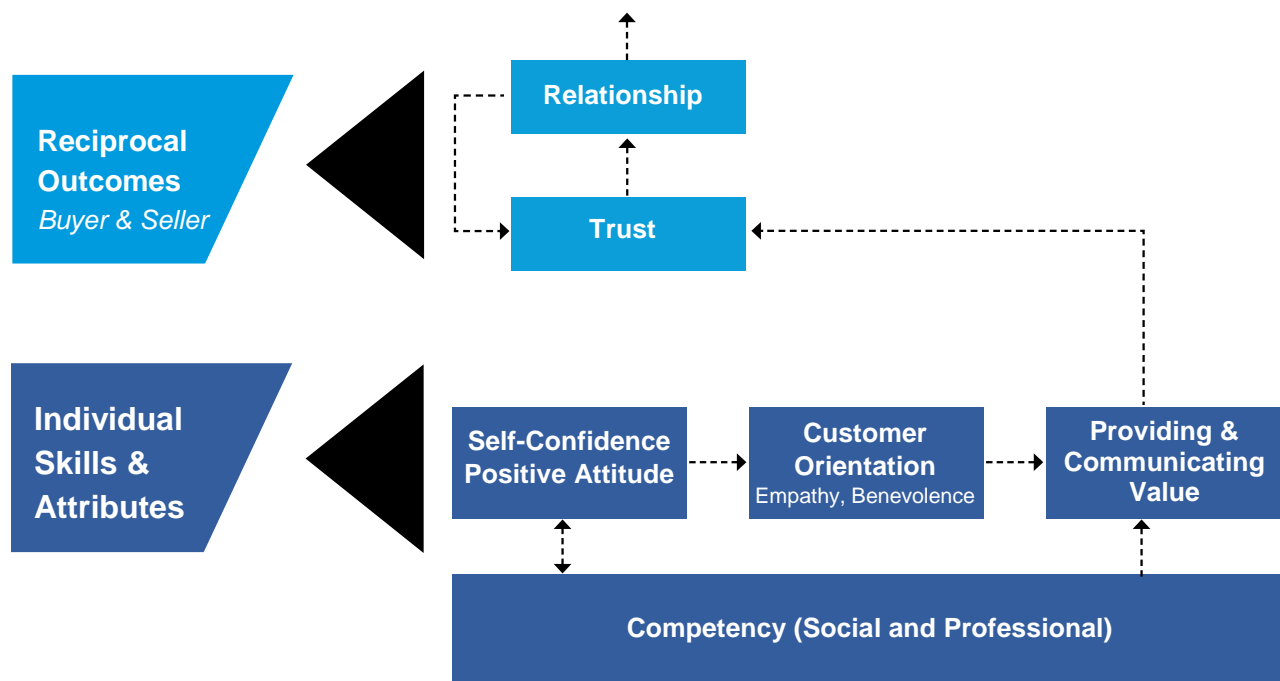 Reciprocal
Outcomes
Buyer & Seller
Relationship
Trust
Individual
Skills &
Attributes
Self-Confidence
Positive Attitude
Customer
Orientation
Empathy, Benevolence
Providing &
Communicating
Value
Competency (Social and Professional)